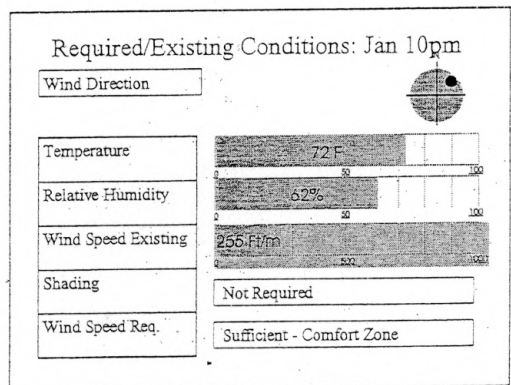 Required/Existing Conditions: Jan 10pm
Wind Direction
N
Temperature
72 F
0 50 100
Relative Humidity
62%
0 50 100
Wind Speed Existing
255 Ft/m
0 500 1000
Shading
Not Required
Wind Speed Req.
Sufficient - Comfort Zone